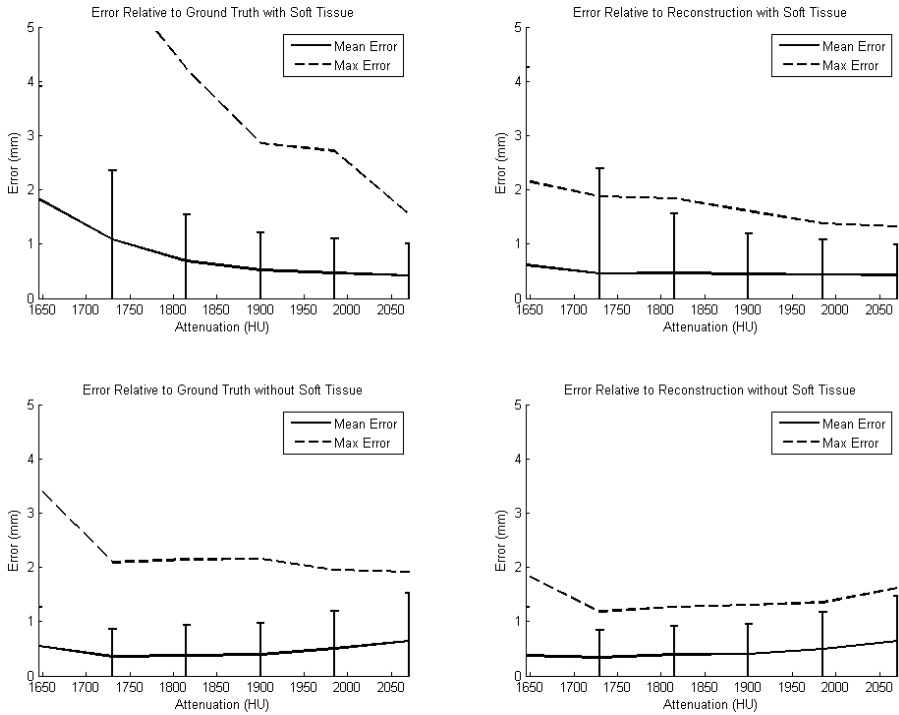 Error Relative to Ground Truth with Soft Tissue
5
4
3
2
1
0
Error (mm)
Mean Error
Max Error
1650 1700 1750 1800 1850 1900 1950 2000 2050
Attenuation (HU)
Error Relative to Reconstruction with Soft Tissue
5
4
3
2
1
0
Error (mm)
Mean Error
Max Error
1650 1700 1750 1800 1850 1900 1950 2000 2050
Attenuation (HU)
Error Relative to Ground Truth without Soft Tissue
5
4
3
2
1
0
Error (mm)
Mean Error
Max Error
1650 1700 1750 1800 1850 1900 1950 2000 2050
Attenuation (HU)
Error Relative to Reconstruction without Soft Tissue
5
4
3
2
1
0
Error (mm)
Mean Error
Max Error
1650 1700 1750 1800 1850 1900 1950 2000 2050
Attenuation (HU)